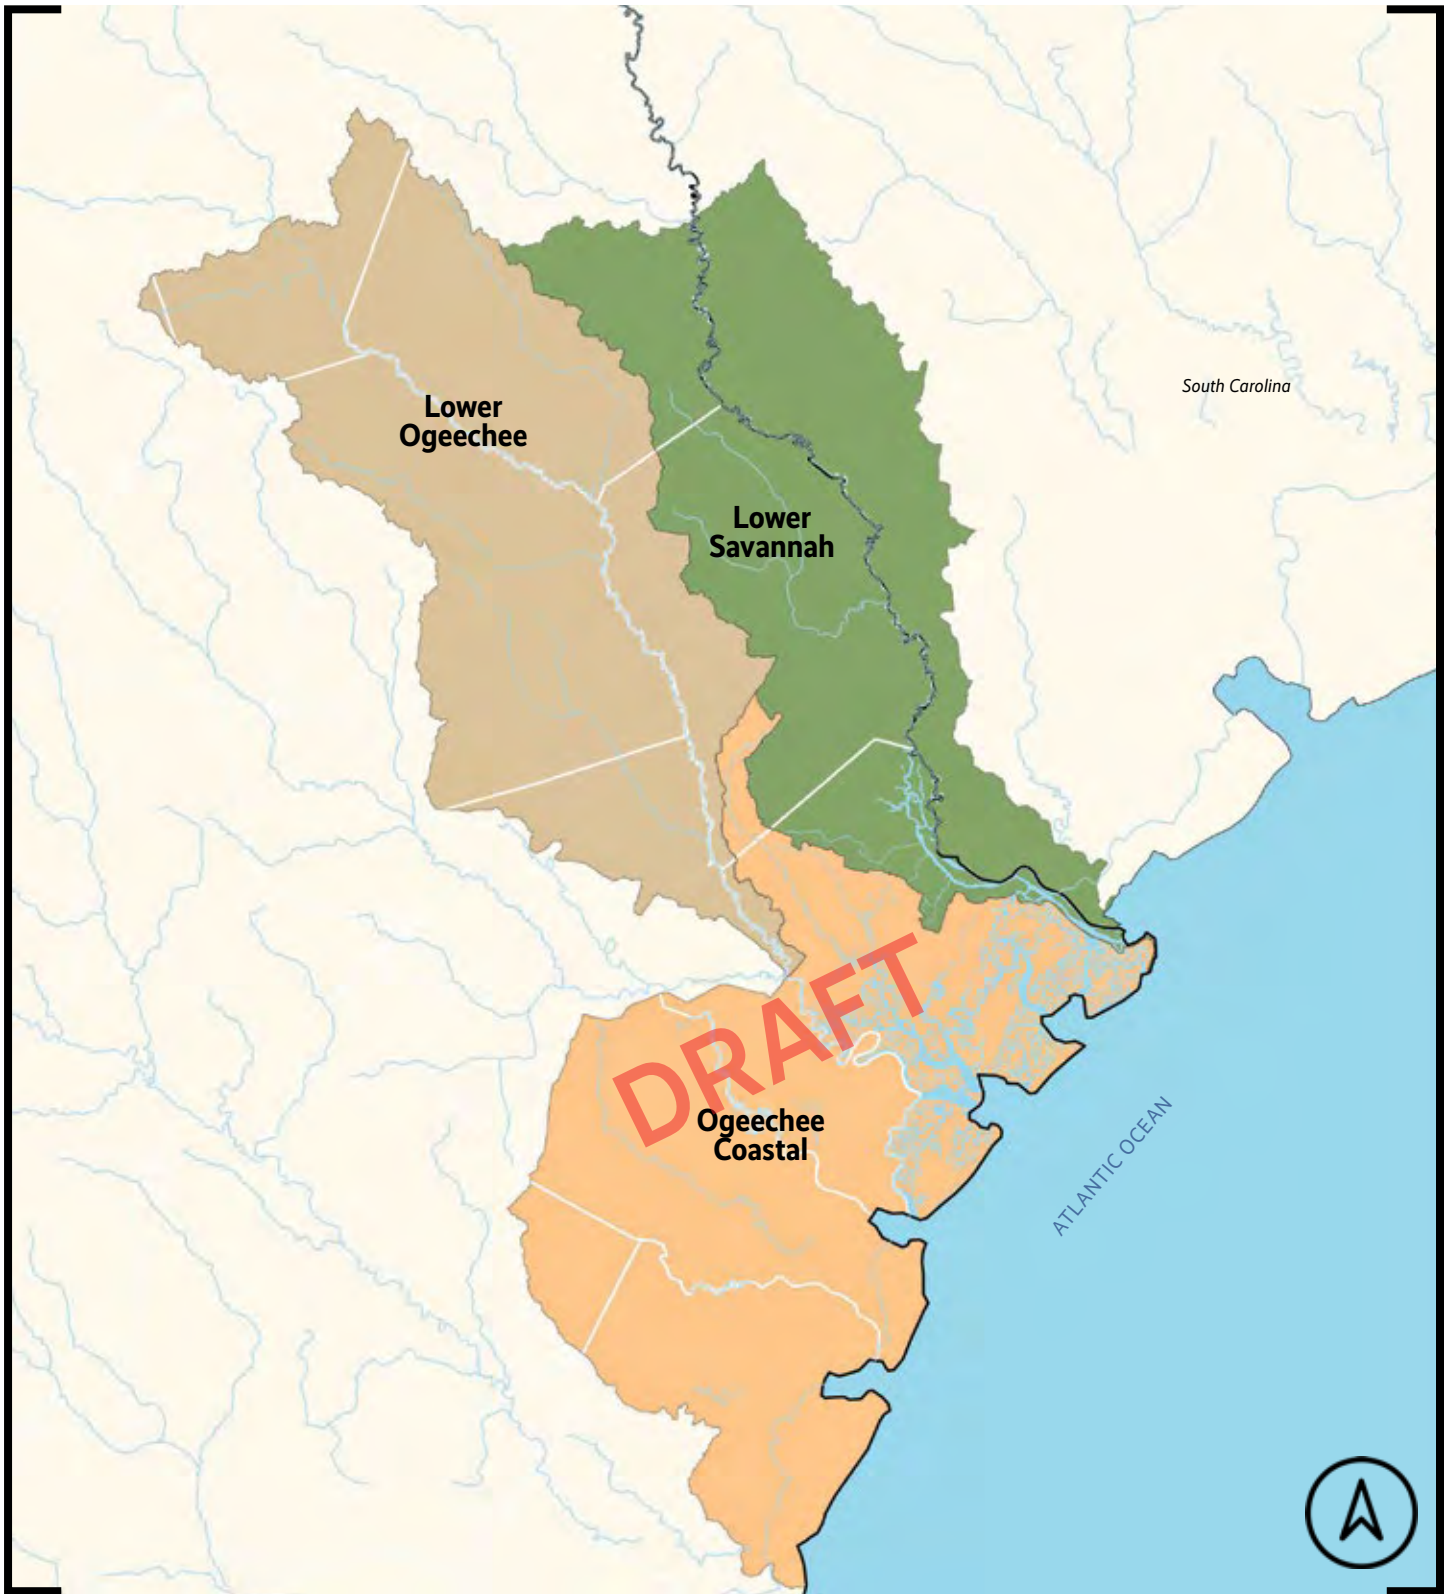 South Carolina
Lower
Ogeechee
Lower
Savannah
DRAFT
Ogeechee
Coastal
ATLANTIC OCEAN